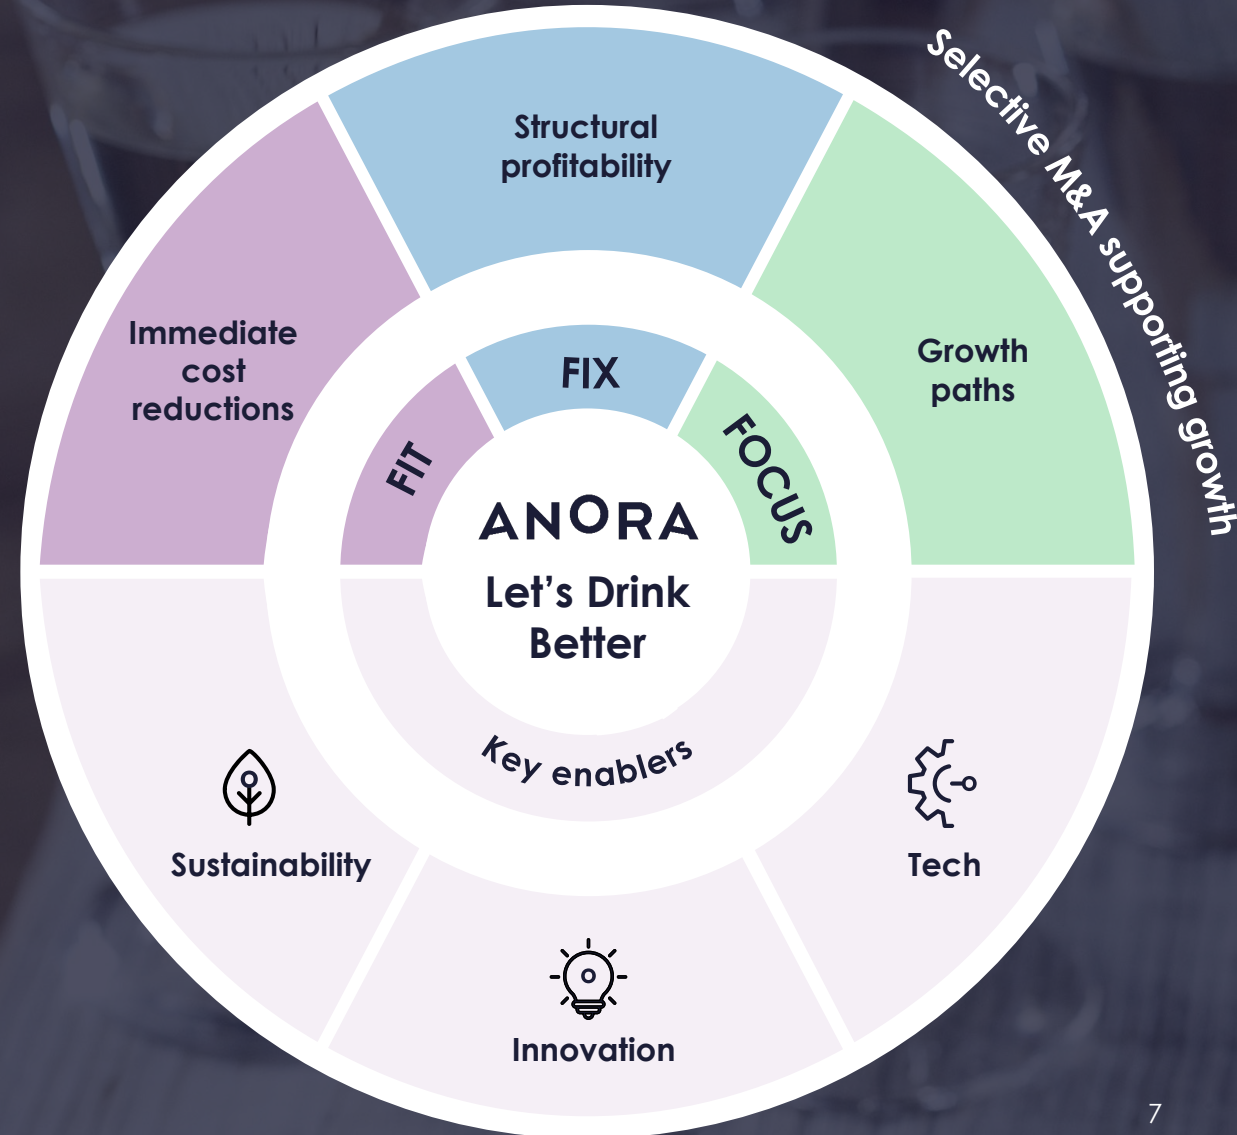 Structural
profitability
Selective M&A supporting growth
Immediate
cost
reductions
Growth
paths
FIT
FIX
FOCUS
ANORA
Let's Drink
Better
Key enablers
Sustainability
Tech
Innovation
7